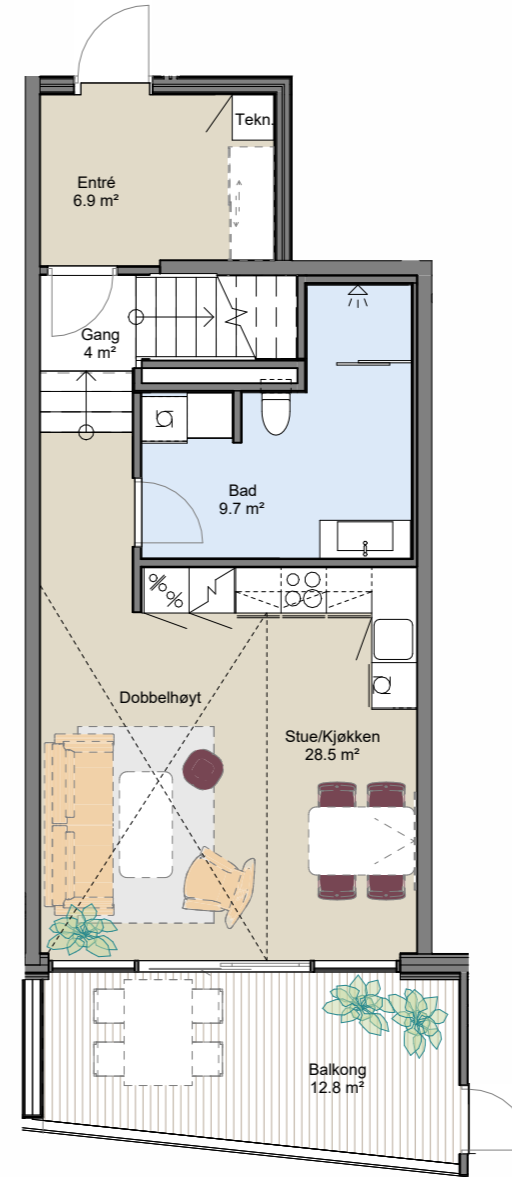 Tekn.
Entré
6.9 m²
Gang
4 m²
Bad
9.7 m²
Dobbelhøyt
Stue/Kjøkken
28.5 m²
Balkong
12.8 m²